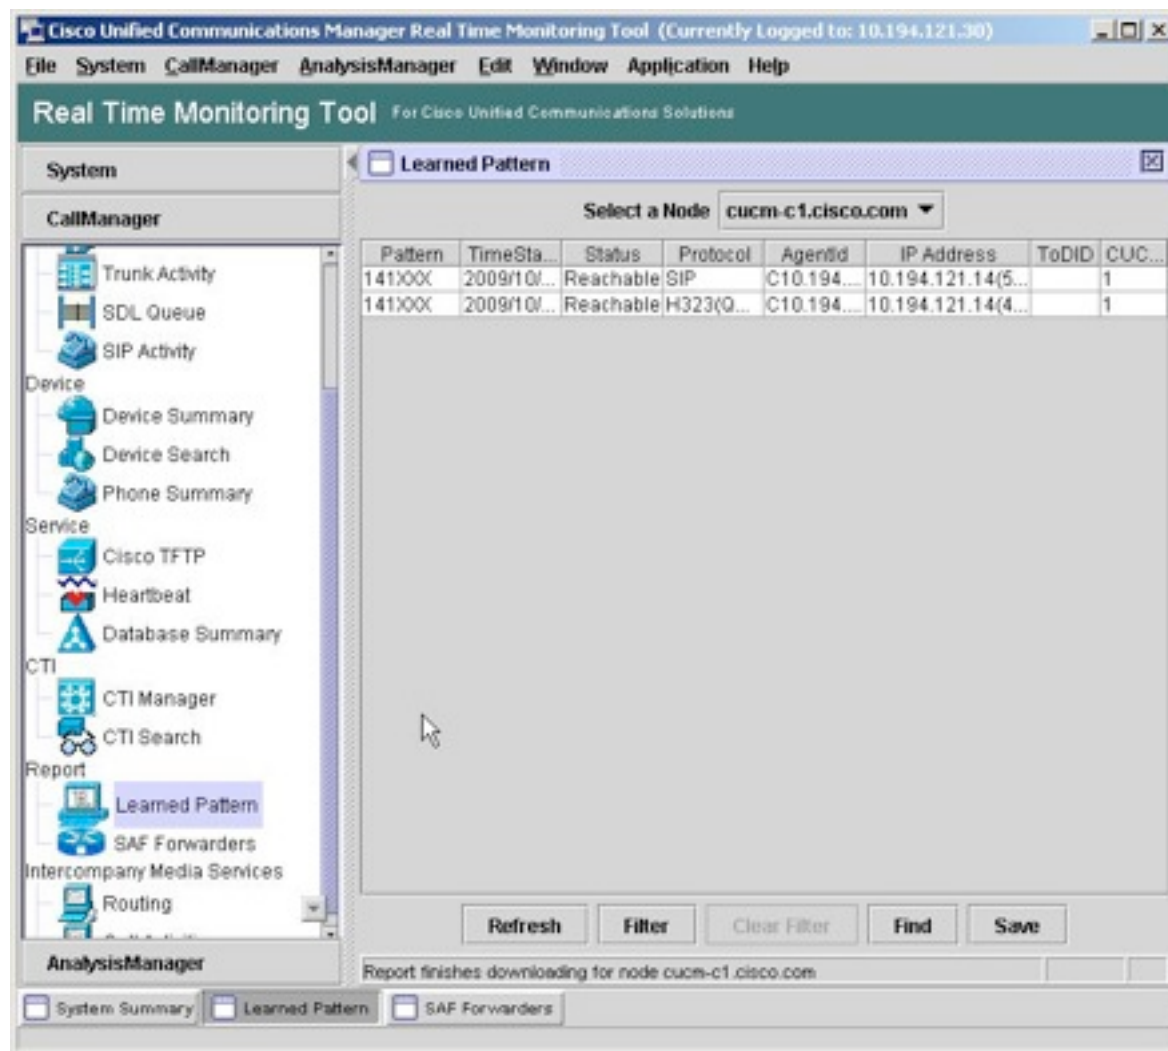 Cisco Unified Communications Manager Real Time Monitoring Tool (Currently Logged to: 10.194.121.30)
File System CallManager AnalysisManager Edit Window Application Help
Real Time Monitoring Tool For Cisco Unified Communications Solutions
System
CallManager
Trunk Activity
SDL Queue
SIP Activity
Device
Device Summary
Device Search
Phone Summary
Service
Cisco TFTP
Heartbeat
Database Summary
CTI
CTI Manager
CTI Search
Report
Learned Pattern
SAF Forwarders
Intercompany Media Services
Routing
AnalysisManager
Learned Pattern
Select a Node cucm-c1.cisco.com
Pattern TimeSta... Status Protocol AgentId IP Address ToDID CUC...
141XXX 2009/10/... Reachable SIP C10.194.... 10.194.121.14(5... 1
141XXX 2009/10/... Reachable H323(Q... C10.194.... 10.194.121.14(4... 1
Refresh Filter Clear Filter Find Save
Report finishes downloading for node cucm-c1.cisco.com
System Summary Learned Pattern SAF Forwarders